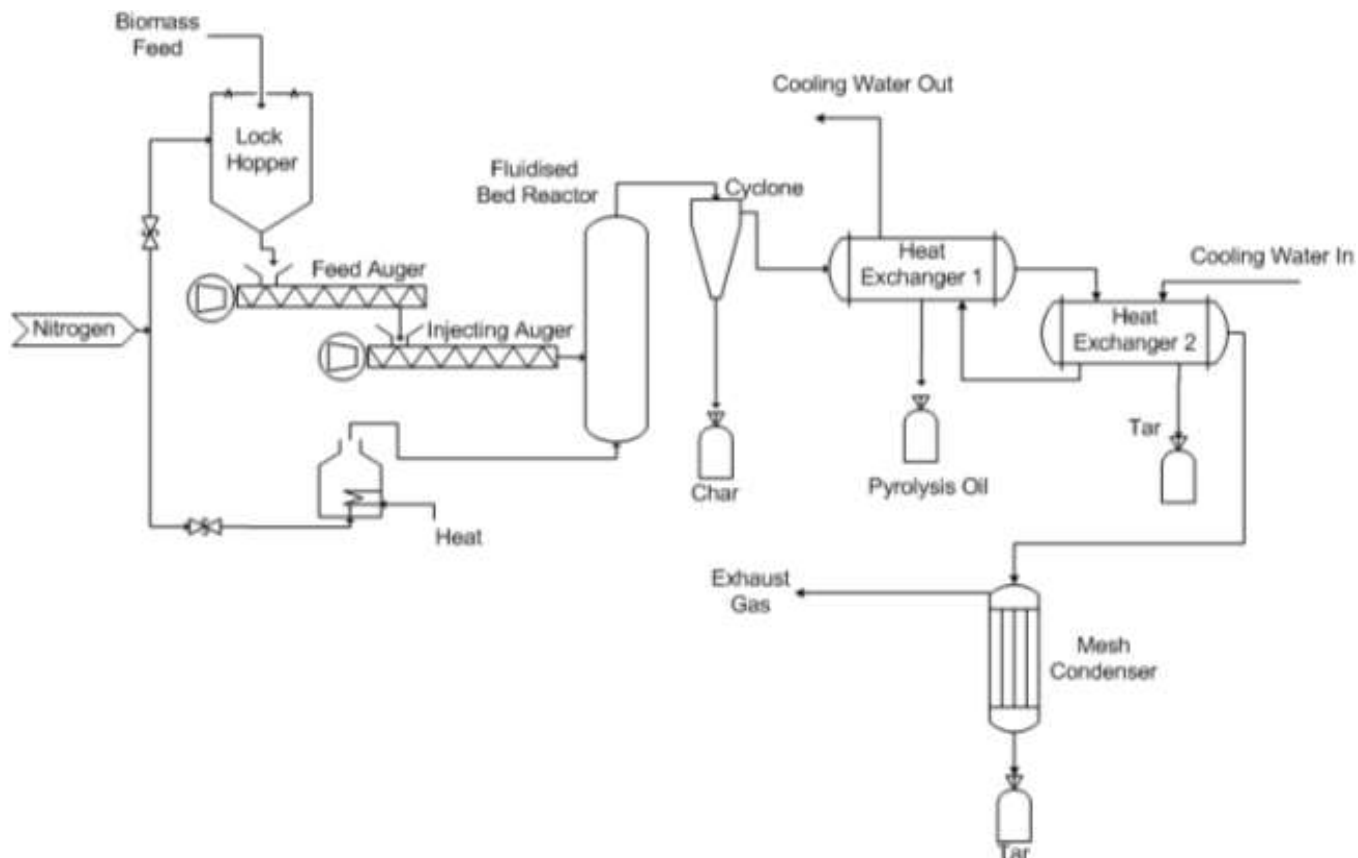 Biomass
Feed
Lock
Hopper
Cooling Water Out
Fluidised
Bed Reactor
Cyclone
Heat
Exchanger 1
Cooling Water In
Feed Auger
Nitrogen
Injecting Auger
Heat
Exchanger 2
Tar
Char
Pyrolysis Oil
Heat
Exhaust
Gas
Mesh
Condenser
Tar